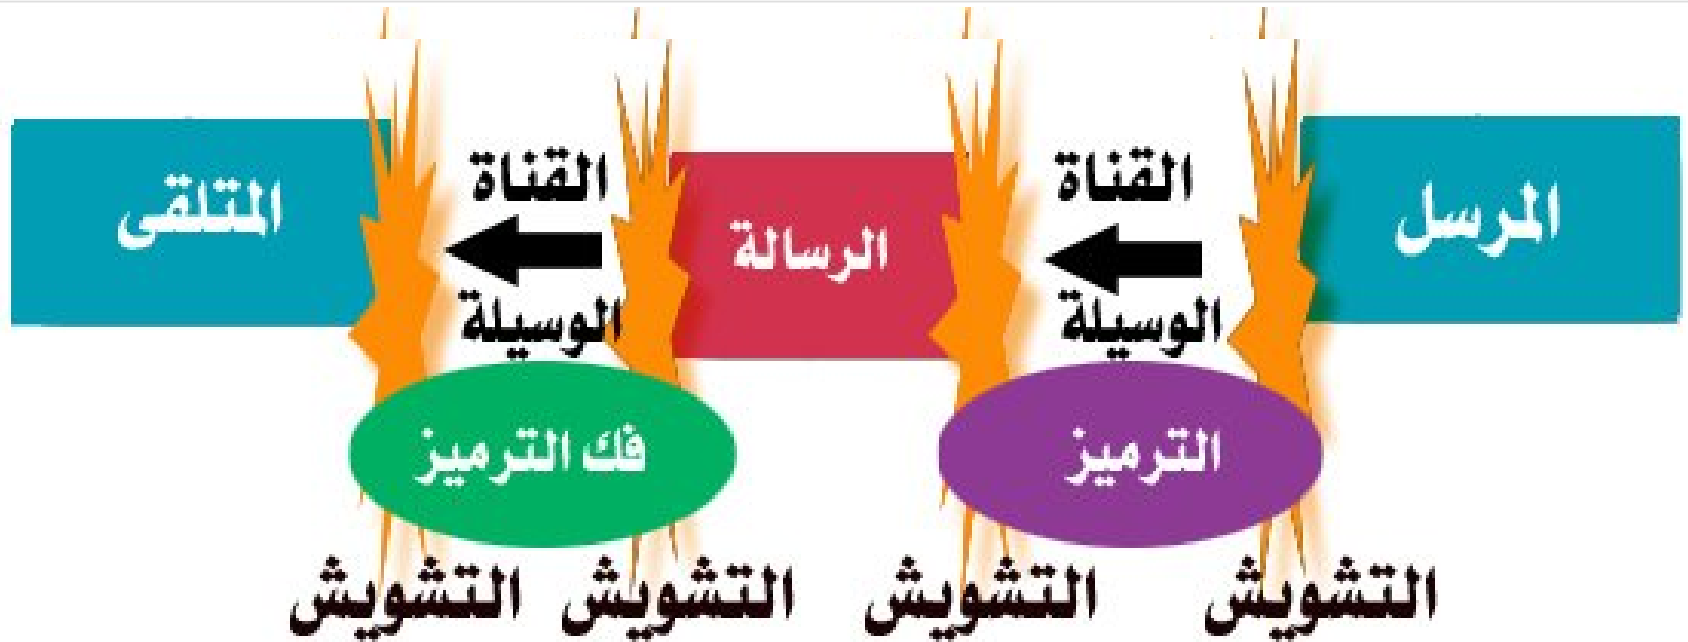 المرسل
القناة
الوسيلة
الترميز
الرسالة
القناة
الوسيلة
فك الترميز
المتلقى
التشويش
التشويش
التشويش
التشويش